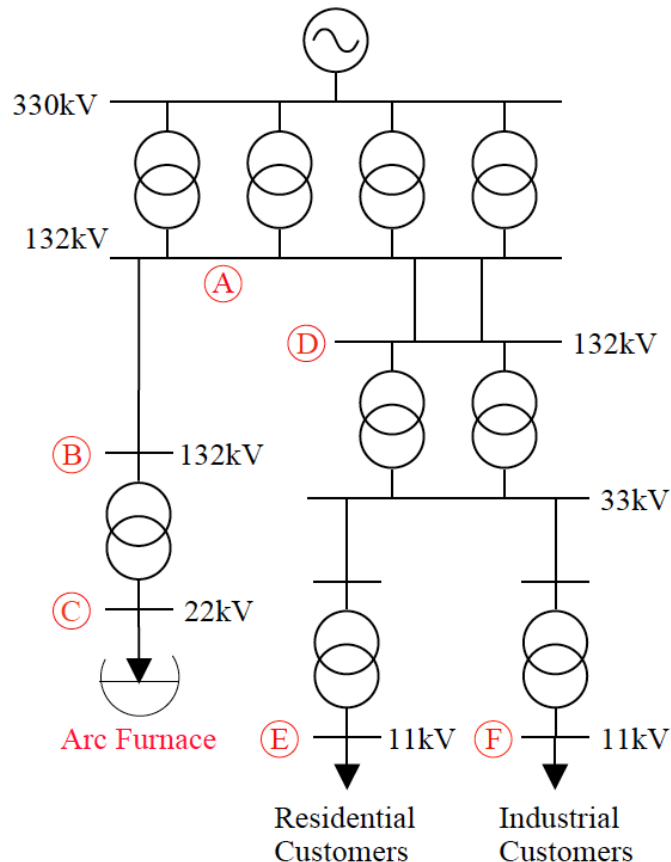 330kV
132kV
A
D
132kV
B
132kV
33kV
C
22kV
Arc Furnace
E
11kV
F
11kV
Residential
Customers
Industrial
Customers